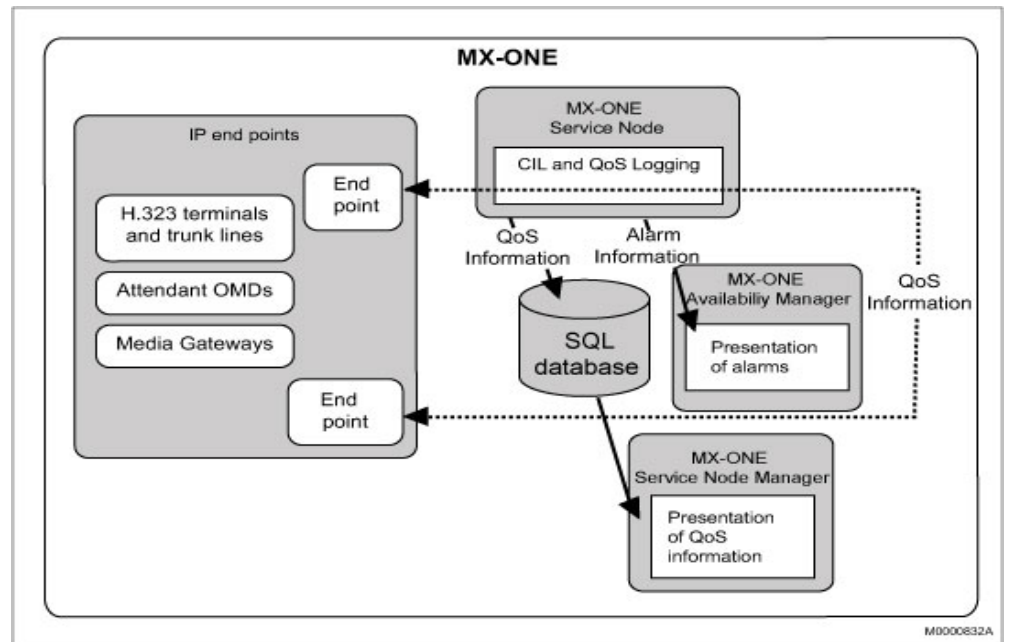 MX-ONE
IP end points
End
point
H.323 terminals
and trunk lines
Attendant OMDs
Media Gateways
End
point
MX-ONE
Service Node
CIL and QoS Logging
QoS
Information
Alarm
Information
SQL
database
MX-ONE
Availabiliy Manager
Presentation
of alarms
QoS
Information
MX-ONE
Service Node Manager
Presentation
of QoS
information
M0000832A